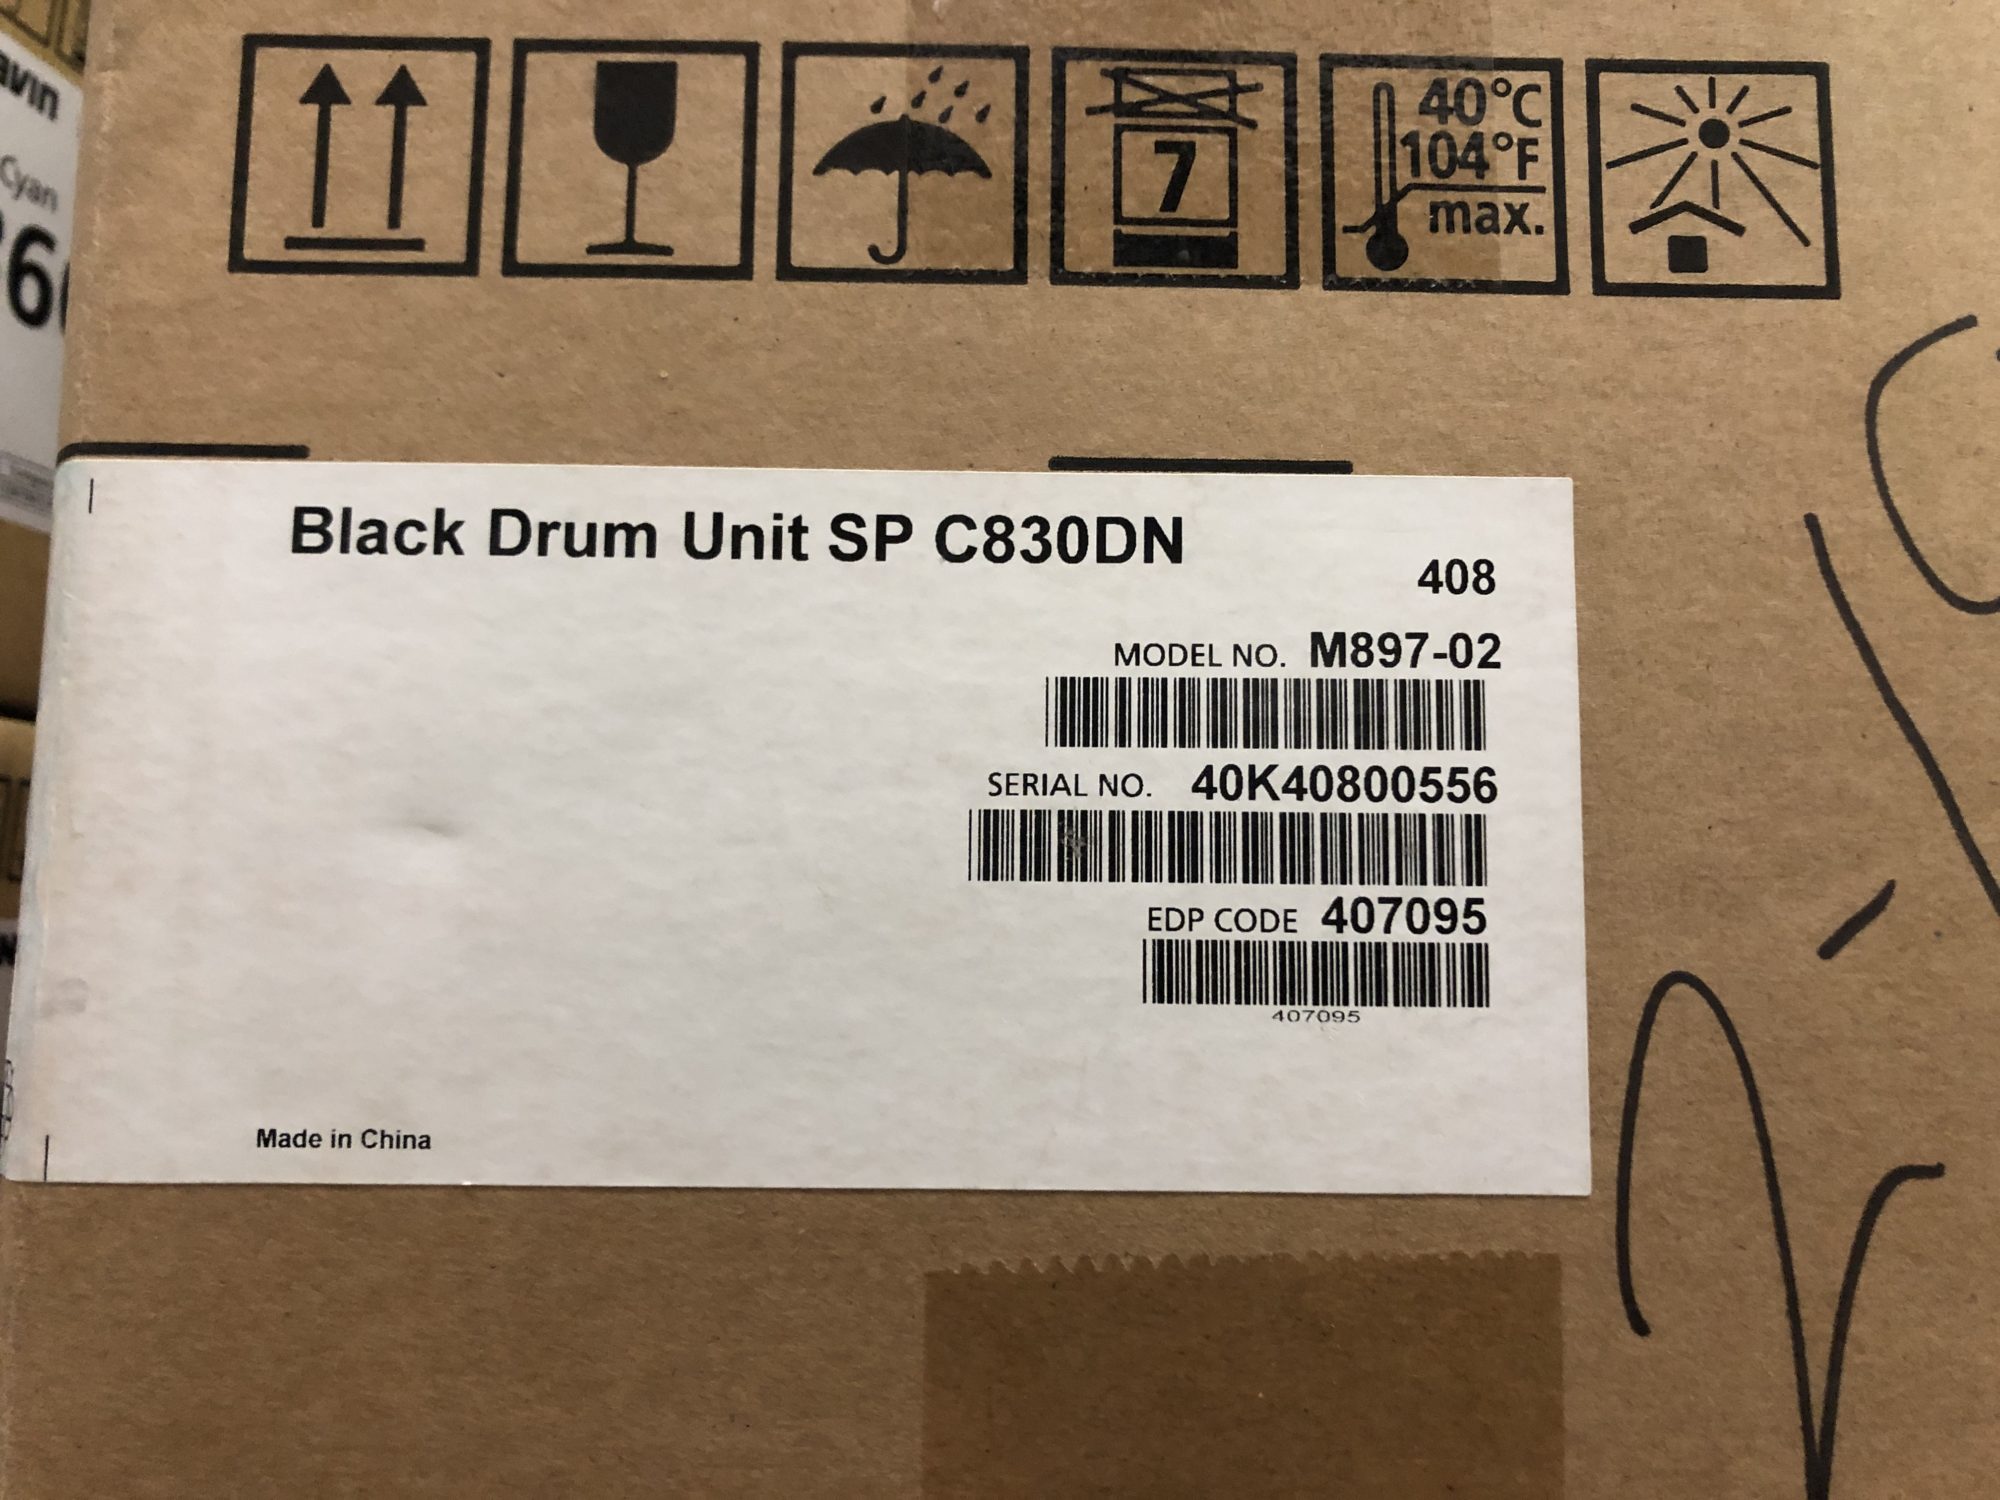 7
40°C
104°F
max.
Cyan
Black Drum Unit SP C830DN
408
MODEL NO. M897-02
SERIAL NO. 40K40800556
EDP CODE 407095
407095
Made in China